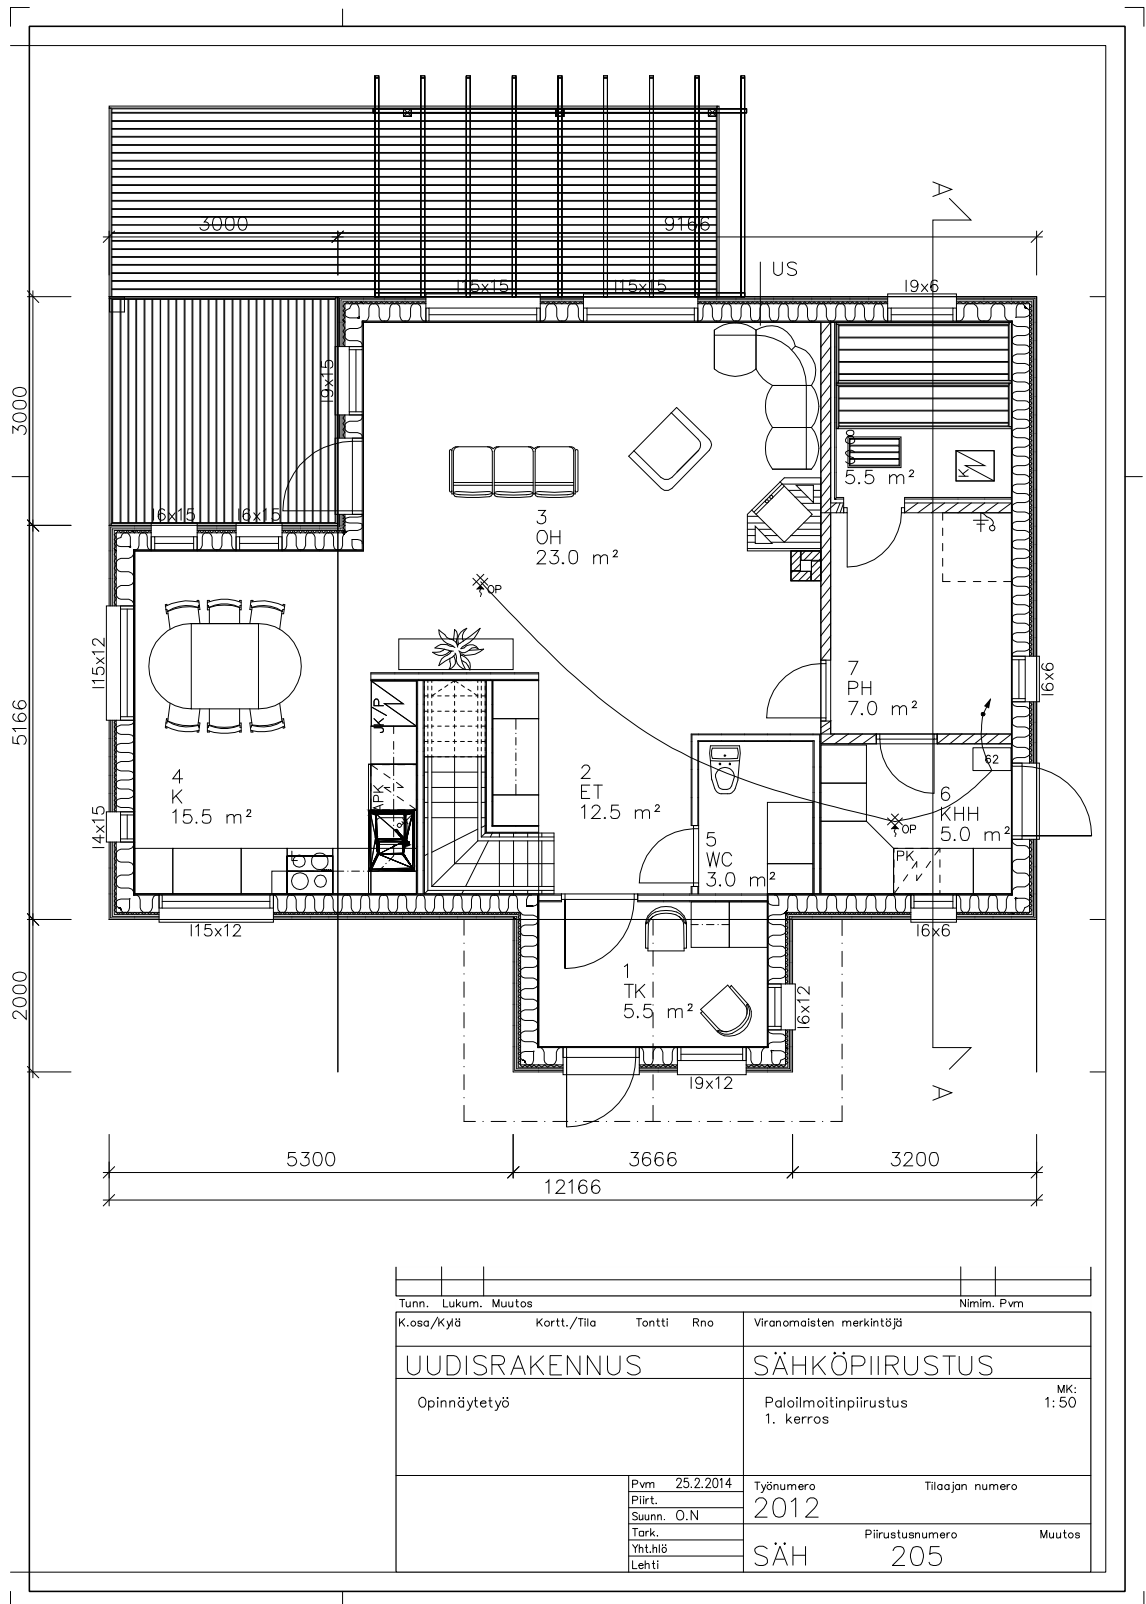 A
3000
9166
US
I15x15
I15x15
I9x6
I9x15
3000
K
5.5 m²
I6x15
I6x15
3
OH
23.0 m²
OP
I15x12
I6x6
7
PH
7.0 m²
JK/P
5166
62
2
ET
12.5 m²
4
K
15.5 m²
APK
6
KHH
5.0 m²
OP
I4x15
5
WC
3.0 m²
PK
I15x12
I6x6
1
TK
5.5 m²
2000
I6x12
I9x12
A
5300
3666
3200
12166
Tunn. Lukum. Muutos
Nimim. Pvm
K.osa/Kylä Kortt./Tila Tontti Rno
Viranomaisten merkintöjä
UUDISRAKENNUS
SÄHKÖPIIRUSTUS
Opinnäytetyö
Paloilmoitinpiirustus
1. kerros
MK:
1:50
Pvm 25.2.2014
Piirt.
Suunn. O.N
Tark.
Yht.hlö
Lehti
Työnumero
Tilaajan numero
2012
Piirustusnumero
Muutos
SÄH
205